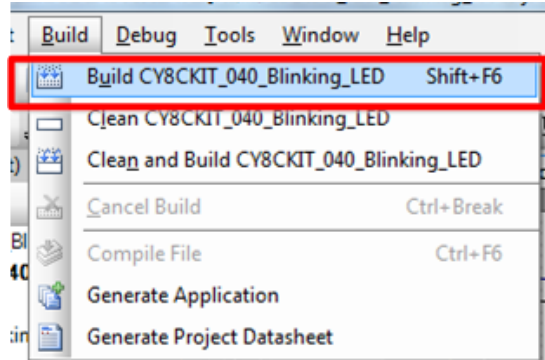 Build Debug Tools Window Help
Build CY8CKIT_040_Blinking_LED Shift+F6
Clean CY8CKIT_040_Blinking_LED
Clean and Build CY8CKIT_040_Blinking_LED
Cancel Build Ctrl+Break
Compile File Ctrl+F6
Generate Application
Generate Project Datasheet